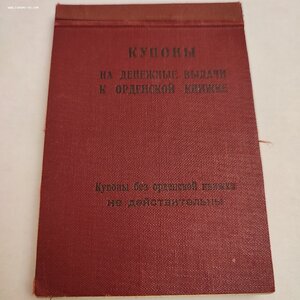 КУПОНЫ
НА ДЕНЕЖНЫЕ ВЫДАЧИ
К ОРДЕНСКОЙ КНИЖКЕ
Купоны без орденской книжки
не действительны